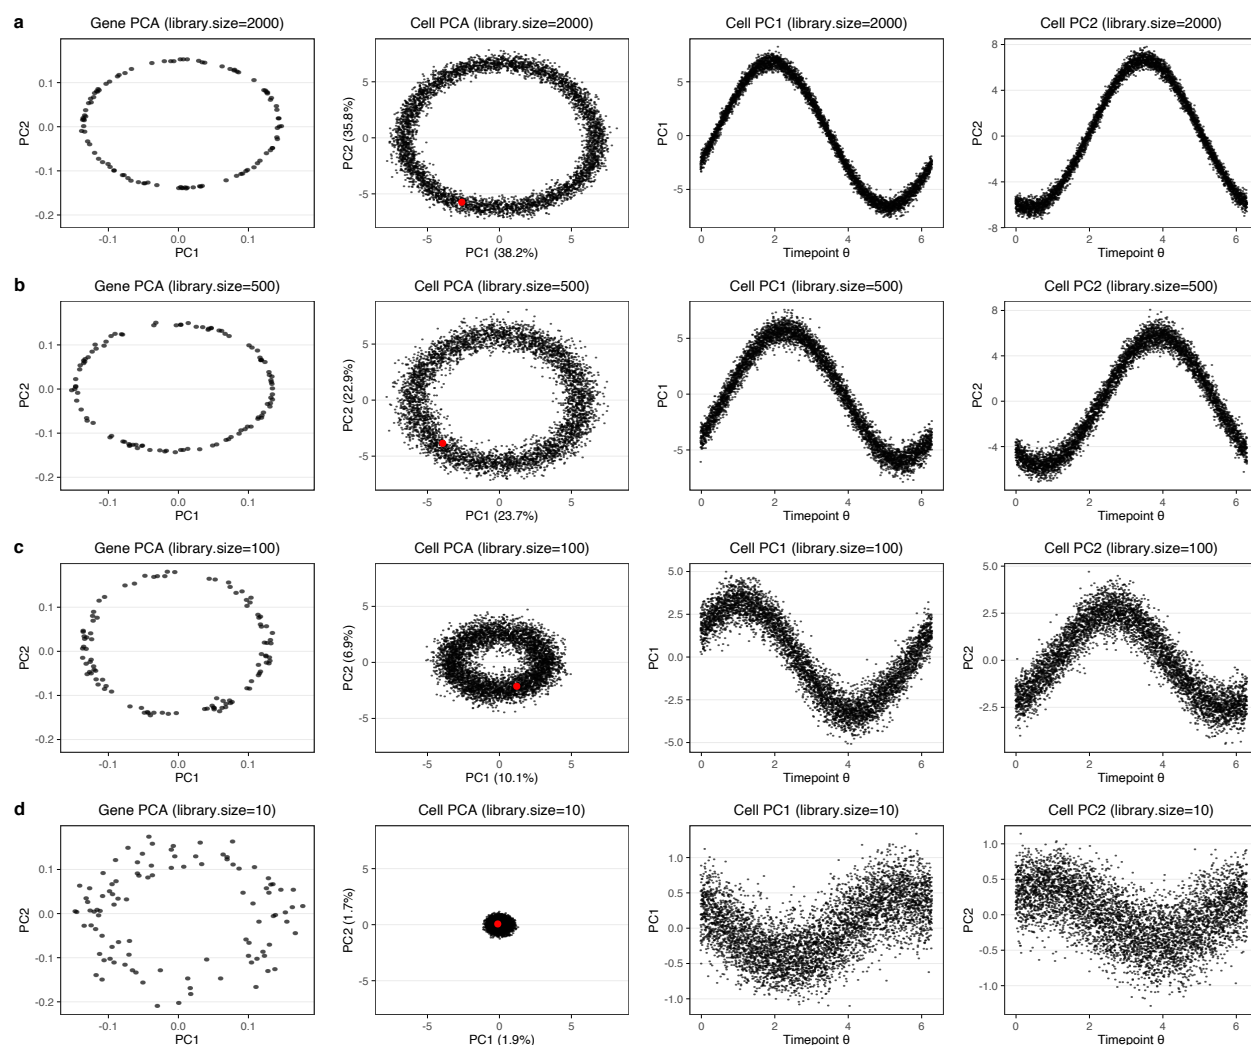 a
Gene PCA (library.size=2000)
PC2
0.1
0.0
-0.1
-0.2
-0.1
0.0
0.1
PC1
Cell PCA (library.size=2000)
PC2 (35.8%)
5
0
-5
-5
0
5
PC1 (38.2%)
Cell PC1 (library.size=2000)
PC1
5
0
-5
0
2
4
6
Timepoint θ
Cell PC2 (library.size=2000)
PC2
8
4
0
-4
-8
0
2
4
6
Timepoint θ
b
Gene PCA (library.size=500)
PC2
0.1
0.0
-0.1
-0.2
-0.1
0.0
0.1
PC1
Cell PCA (library.size=500)
PC2 (22.9%)
5
0
-5
-5
0
5
PC1 (23.7%)
Cell PC1 (library.size=500)
PC1
5
0
-5
0
2
4
6
Timepoint θ
Cell PC2 (library.size=500)
PC2
8
4
0
-4
0
2
4
6
Timepoint θ
c
Gene PCA (library.size=100)
PC2
0.1
0.0
-0.1
-0.2
-0.1
0.0
0.1
PC1
Cell PCA (library.size=100)
PC2 (6.9%)
5
0
-5
-5
0
5
PC1 (10.1%)
Cell PC1 (library.size=100)
PC1
5.0
2.5
0.0
-2.5
-5.0
0
2
4
6
Timepoint θ
Cell PC2 (library.size=100)
PC2
5.0
2.5
0.0
-2.5
0
2
4
6
Timepoint θ
d
Gene PCA (library.size=10)
PC2
0.1
0.0
-0.1
-0.2
-0.1
0.0
0.1
PC1
Cell PCA (library.size=10)
PC2 (1.7%)
5
0
-5
-5
0
5
PC1 (1.9%)
Cell PC1 (library.size=10)
PC1
1.0
0.5
0.0
-0.5
-1.0
0
2
4
6
Timepoint θ
Cell PC2 (library.size=10)
PC2
1.0
0.5
0.0
-0.5
-1.0
0
2
4
6
Timepoint θ